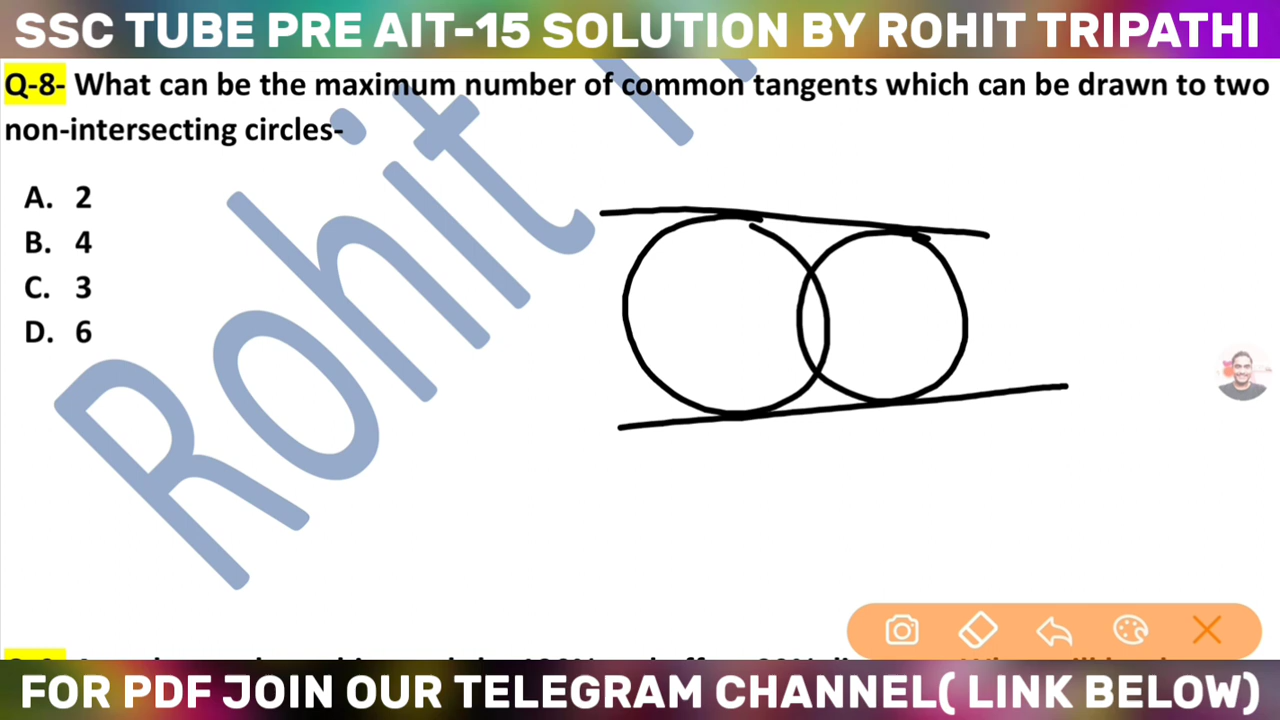 SSC TUBE PRE AIT-15 SOLUTION BY ROHIT TRIPATHI
Q-8- What can be the maximum number of common tangents which can be drawn to two
non-intersecting circles-
A. 2
B. 4
C. 3
D. 6
Rohit
FOR PDF JOIN OUR TELEGRAM CHANNEL( LINK BELOW)